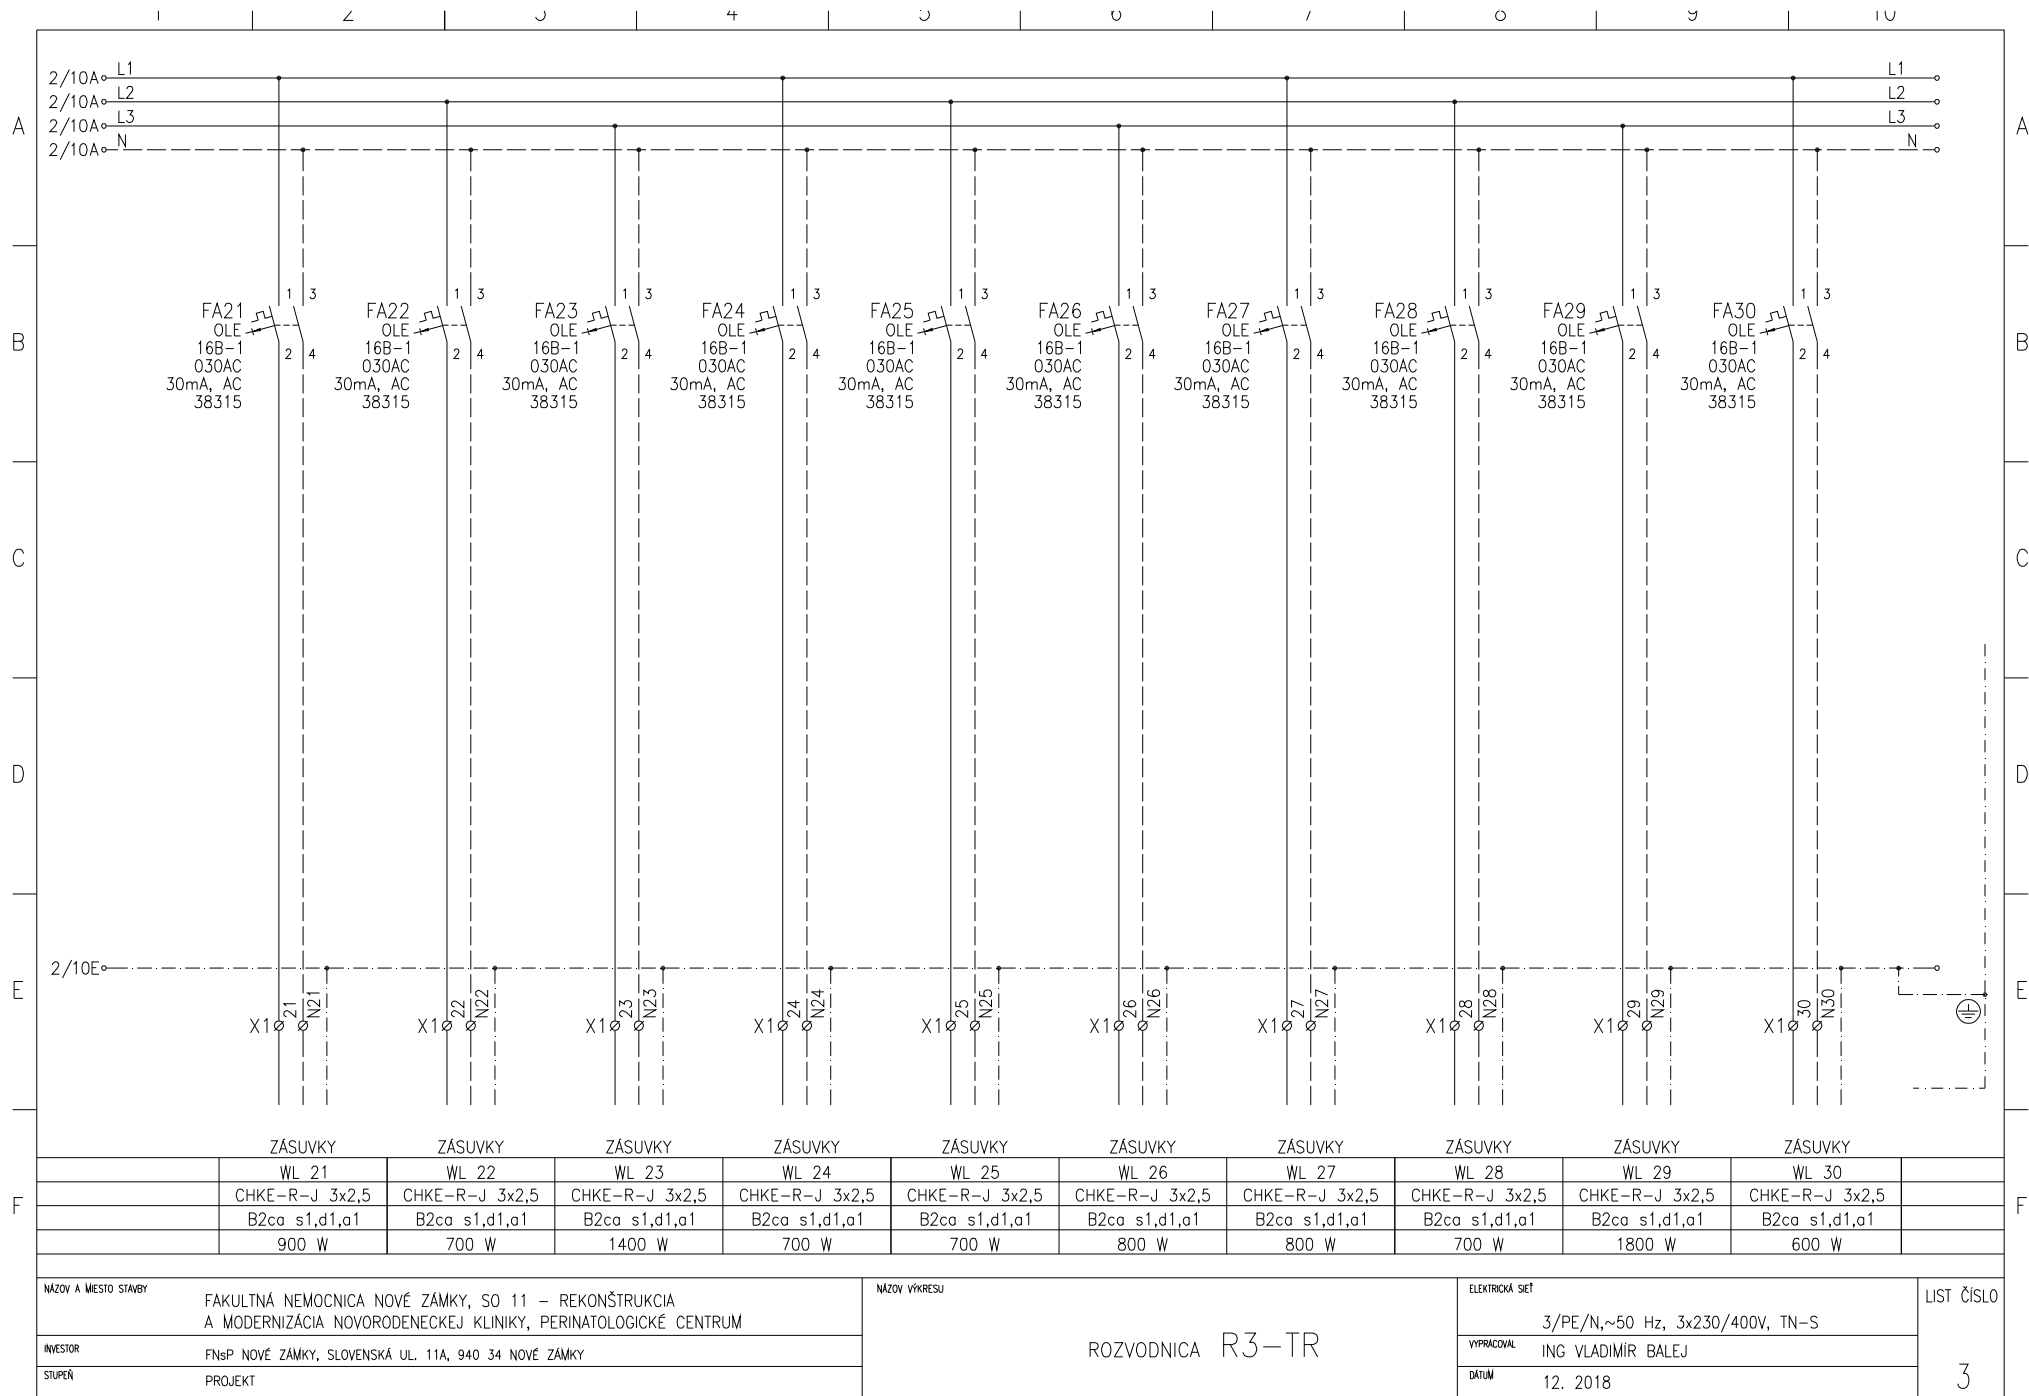 1 2 3 4 5 6 7 8 9 10
2/10A L1 L1
2/10A L2 L2
A 2/10A L3 L3 A
2/10A N N
1 3 1 3 1 3 1 3 1 3 1 3 1 3 1 3 1 3 1 3
FA21 FA22 FA23 FA24 FA25 FA26 FA27 FA28 FA29 FA30
OLE OLE OLE OLE OLE OLE OLE OLE OLE OLE
B 16B-1 16B-1 16B-1 16B-1 16B-1 16B-1 16B-1 16B-1 16B-1 16B-1 B
2 4 2 4 2 4 2 4 2 4 2 4 2 4 2 4 2 4 2 4
030AC 030AC 030AC 030AC 030AC 030AC 030AC 030AC 030AC 030AC
30mA, AC 30mA, AC 30mA, AC 30mA, AC 30mA, AC 30mA, AC 30mA, AC 30mA, AC 30mA, AC 30mA, AC
38315 38315 38315 38315 38315 38315 38315 38315 38315 38315
C C
D D
2/10E
E E
21 N21 22 N22 23 N23 24 N24 25 N25 26 N26 27 N27 28 N28 29 N29 30 N30
X1 X1 X1 X1 X1 X1 X1 X1 X1 X1
ZÁSUVKY ZÁSUVKY ZÁSUVKY ZÁSUVKY ZÁSUVKY ZÁSUVKY ZÁSUVKY ZÁSUVKY ZÁSUVKY ZÁSUVKY
WL 21 WL 22 WL 23 WL 24 WL 25 WL 26 WL 27 WL 28 WL 29 WL 30
F CHKE-R-J 3x2,5 CHKE-R-J 3x2,5 CHKE-R-J 3x2,5 CHKE-R-J 3x2,5 CHKE-R-J 3x2,5 CHKE-R-J 3x2,5 CHKE-R-J 3x2,5 CHKE-R-J 3x2,5 CHKE-R-J 3x2,5 CHKE-R-J 3x2,5 F
B2ca s1,d1,a1 B2ca s1,d1,a1 B2ca s1,d1,a1 B2ca s1,d1,a1 B2ca s1,d1,a1 B2ca s1,d1,a1 B2ca s1,d1,a1 B2ca s1,d1,a1 B2ca s1,d1,a1 B2ca s1,d1,a1
900 W 700 W 1400 W 700 W 700 W 800 W 800 W 700 W 1800 W 600 W
NÁZOV A MIESTO STAVBY
FAKULTNÁ NEMOCNICA NOVÉ ZÁMKY, SO 11 - REKONŠTRUKCIA
A MODERNIZÁCIA NOVORODENECKEJ KLINIKY, PERINATOLOGICKÉ CENTRUM
INVESTOR FNsP NOVÉ ZÁMKY, SLOVENSKÁ UL. 11A, 940 34 NOVÉ ZÁMKY
STUPEŇ PROJEKT
NÁZOV VÝKRESU
ROZVODNICA R3-TR
ELEKTRICKÁ SIEŤ
3/PE/N,~50 Hz, 3x230/400V, TN-S
VYPRACOVAL ING VLADIMÍR BALEJ
DÁTUM 12. 2018
LIST ČÍSLO
3